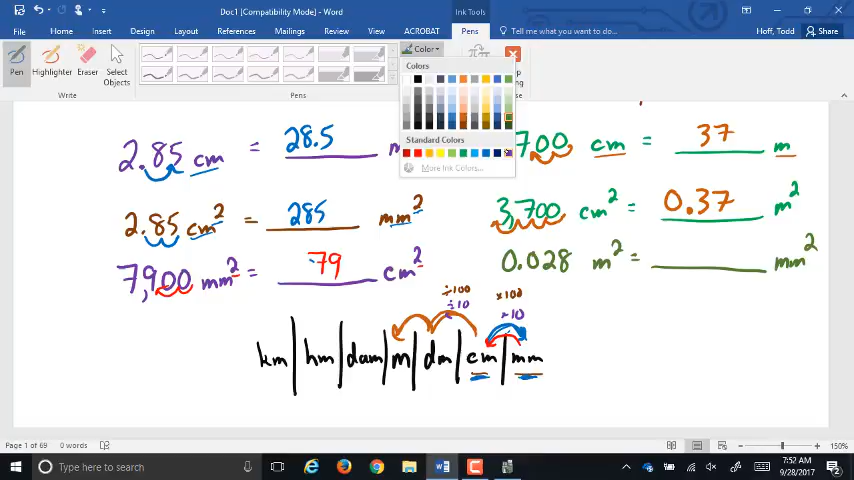 Doc1 [Compatibility Mode] - Word
Ink Tools
Hoff, Todd
File Home Insert Design Layout References Mailings Review View ACROBAT Pens Tell me what you want to do... Share
Pen Highlighter Eraser Select Objects
Color
Write Pens
Colors
Standard Colors
More Ink Colors...
2.85 cm = 28.5 m
700 cm = 37 m
2.85 cm² = 285 mm²
3,700 cm² = 0.37 m²
7,900 mm² = 79 cm²
0.028 m² = ________ mm²
÷100 ×100
÷10 ×10
km | hm | dam | m | dm | cm | mm
Page 1 of 69 0 words 150%
Type here to search
7:52 AM
9/28/2017
2